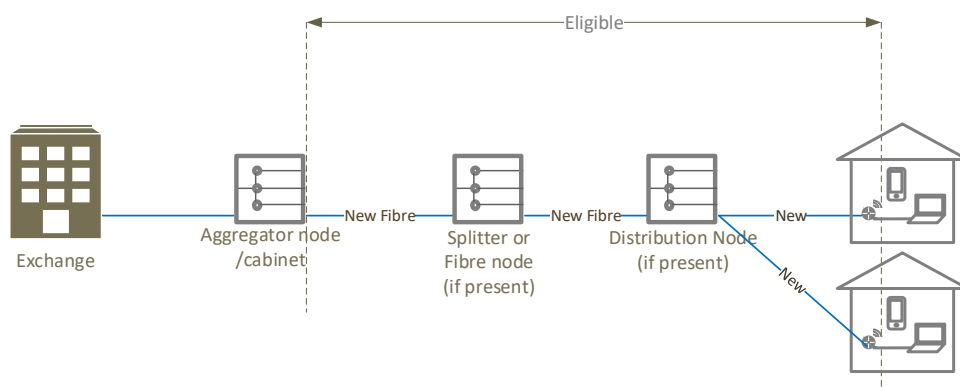 Eligible
New Fibre
New Fibre
New
New
Exchange
Aggregator node
/cabinet
Splitter or
Fibre node
(if present)
Distribution Node
(if present)